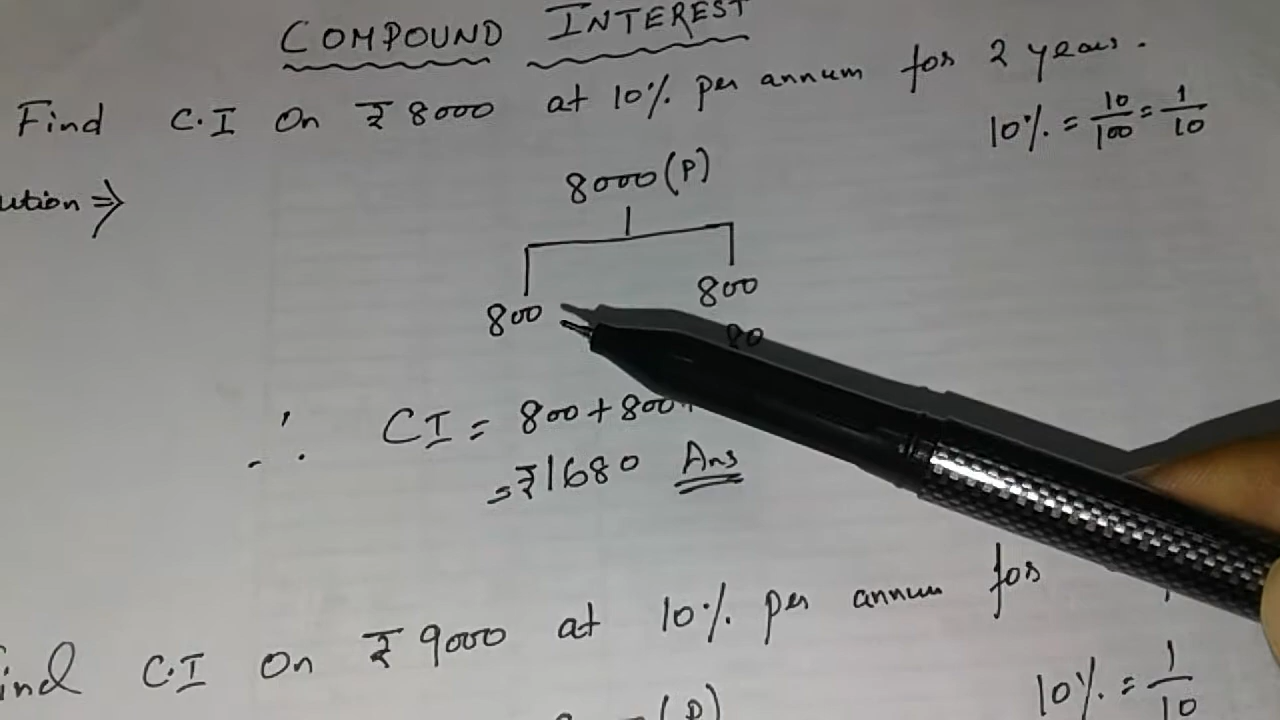 COMPOUND INTEREST
Find C.I On ₹ 8000 at 10% per annum for 2 years.
10% = 10/100 = 1/10
ution ⇒
8000 (P)
800 800
80
∴ CI = 800 + 800 +
= ₹ 1680 Ans
ind C.I On ₹ 9000 at 10% per annum for
10% = 1/10
(P)